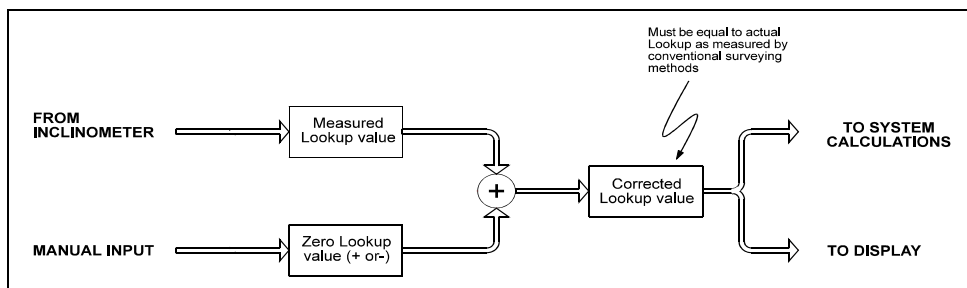 Must be equal to actual
Lookup as measured by
conventional surveying
methods
FROM
INCLINOMETER
Measured
Lookup value
TO SYSTEM
CALCULATIONS
+
Corrected
Lookup value
MANUAL INPUT
Zero Lookup
value (+ or-)
TO DISPLAY